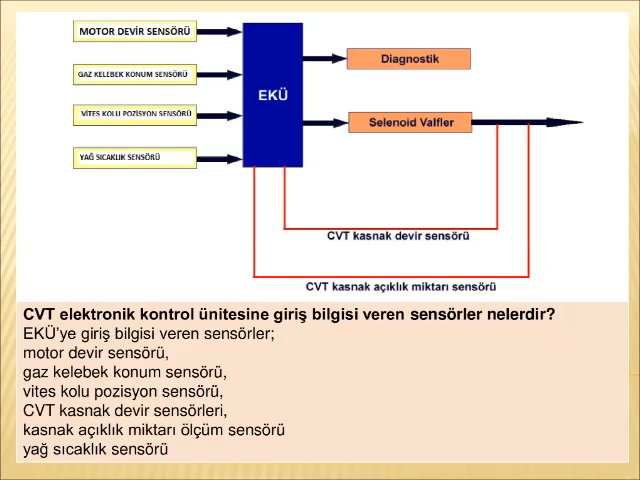 MOTOR DEVİR SENSÖRÜ
GAZ KELEBEK KONUM SENSÖRÜ
VİTES KOLU POZİSYON SENSÖRÜ
YAĞ SICAKLIK SENSÖRÜ
EKÜ
Diagnostik
Selenoid Valfler
CVT kasnak devir sensörü
CVT kasnak açıklık miktarı sensörü
CVT elektronik kontrol ünitesine giriş bilgisi veren sensörler nelerdir?
EKÜ’ye giriş bilgisi veren sensörler;
motor devir sensörü,
gaz kelebek konum sensörü,
vites kolu pozisyon sensörü,
CVT kasnak devir sensörleri,
kasnak açıklık miktarı ölçüm sensörü
yağ sıcaklık sensörü